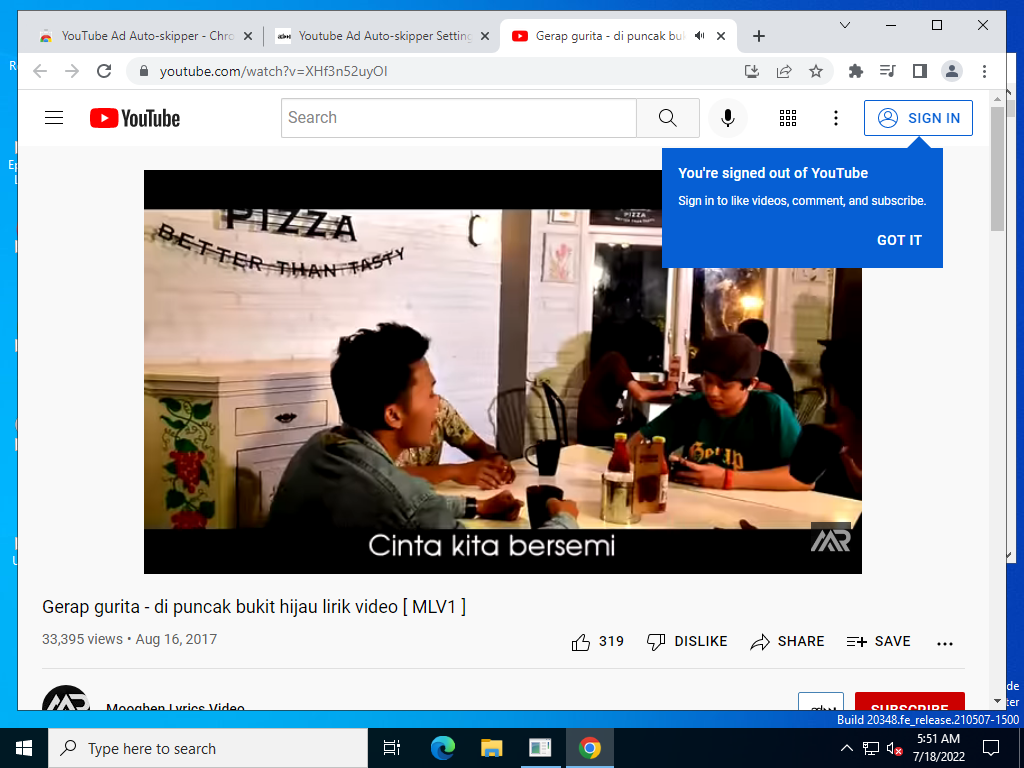 YouTube Ad Auto-skipper - Chro
Youtube Ad Auto-skipper Setting
Gerap gurita - di puncak buki
youtube.com/watch?v=XHf3n52uyOI
YouTube
Search
SIGN IN
You're signed out of YouTube
Sign in to like videos, comment, and subscribe.
GOT IT
PIZZA
BETTER THAN TASTY
PIZZA
Cinta kita bersemi
MR
Gerap gurita - di puncak bukit hijau lirik video [ MLV1 ]
33,395 views • Aug 16, 2017
319
DISLIKE
SHARE
SAVE
Mooghen Lyrics Video
SUBSCRIBE
Build 20348.fe_release.210507-1500
Type here to search
5:51 AM
7/18/2022